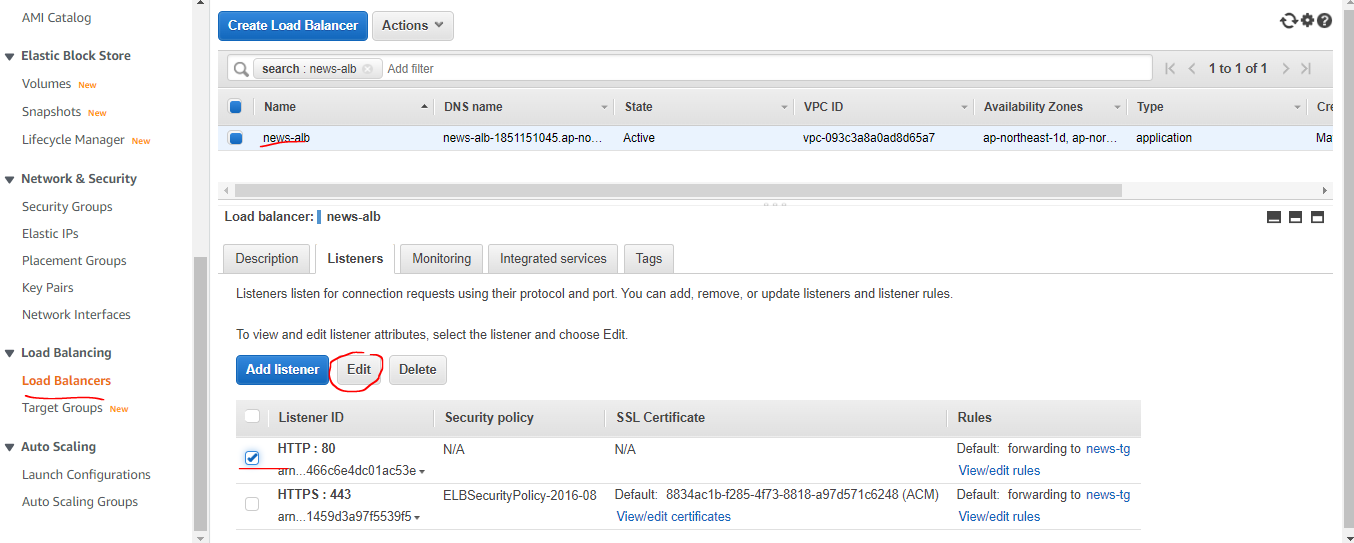 AMI Catalog
Elastic Block Store
Volumes New
Snapshots New
Lifecycle Manager New
Network & Security
Security Groups
Elastic IPs
Placement Groups
Key Pairs
Network Interfaces
Load Balancing
Load Balancers
Target Groups New
Auto Scaling
Launch Configurations
Auto Scaling Groups
Create Load Balancer Actions
search : news-alb Add filter 1 to 1 of 1
Name DNS name State VPC ID Availability Zones Type Cre
news-alb news-alb-1851151045.ap-no... Active vpc-093c3a8a0ad8d65a7 ap-northeast-1d, ap-nor... application Ma
Load balancer: news-alb
Description Listeners Monitoring Integrated services Tags
Listeners listen for connection requests using their protocol and port. You can add, remove, or update listeners and listener rules.
To view and edit listener attributes, select the listener and choose Edit.
Add listener Edit Delete
Listener ID Security policy SSL Certificate Rules
HTTP : 80 N/A N/A Default: forwarding to news-tg
arn...466c6e4dc01ac53e View/edit rules
HTTPS : 443 ELBSecurityPolicy-2016-08 Default: 8834ac1b-f285-4f73-8818-a97d571c6248 (ACM) Default: forwarding to news-tg
arn...1459d3a97f5539f5 View/edit certificates View/edit rules